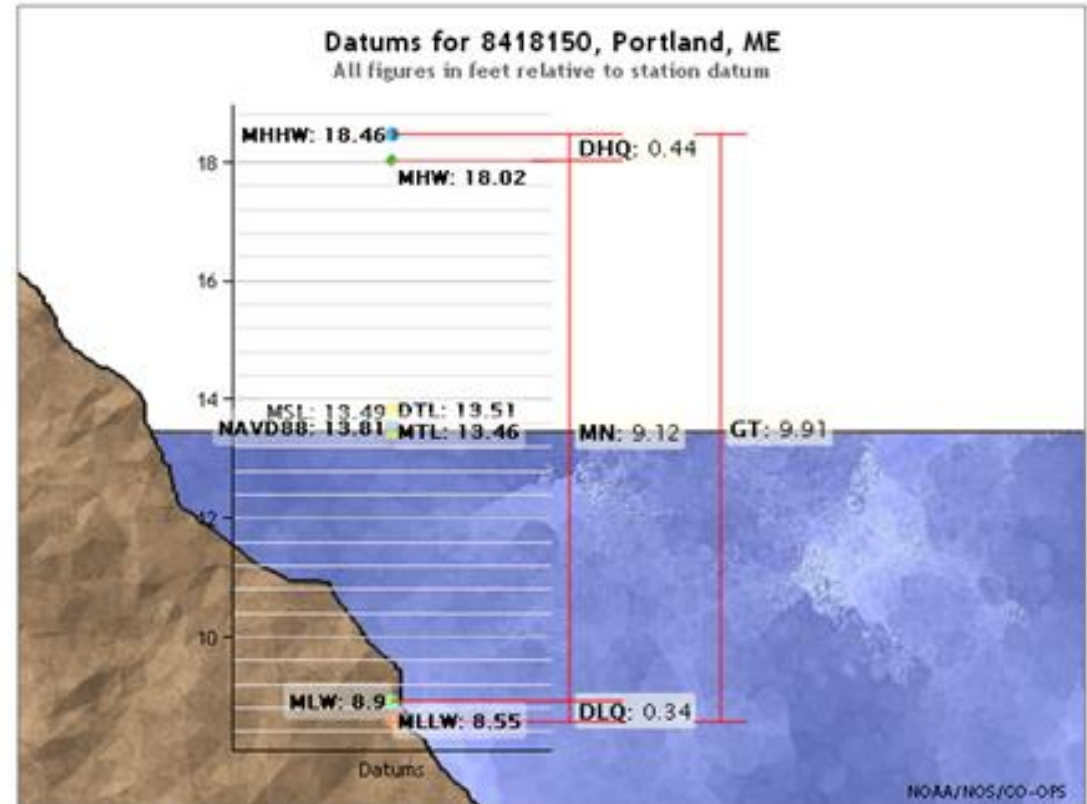 Datums for 8418150, Portland, ME
All figures in feet relative to station datum
MHHW: 18.46
DHQ: 0.44
18
MHW: 18.02
16
14
MSL: 13.49 DTL: 13.51
NAVD88: 13.81 MTL: 13.46 MN: 9.12 GT: 9.91
12
10
MLW: 8.9
MLLW: 8.55 DLQ: 0.34
Datums
NOAA/NOS/CO-OPS